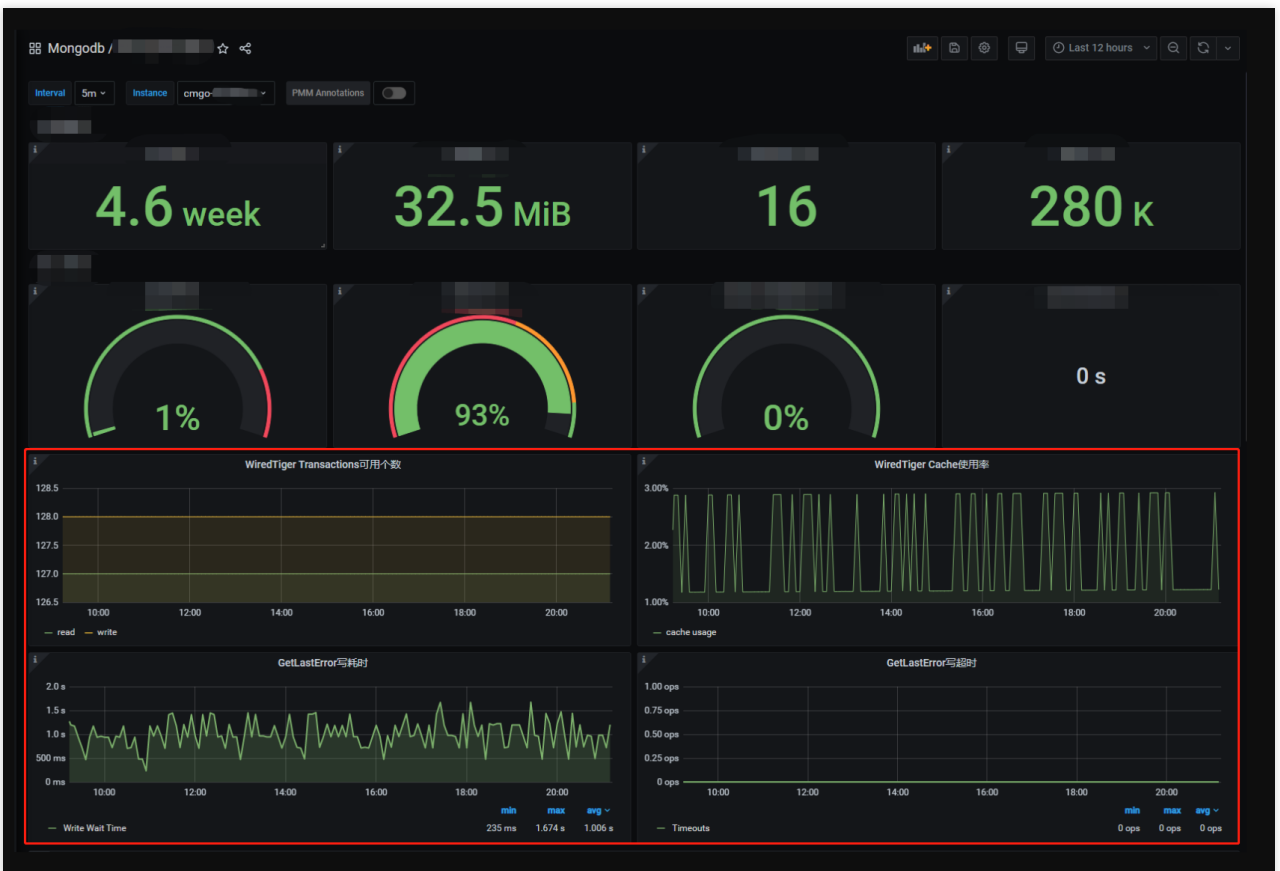 Mongodb /
Last 12 hours
Interval 5m Instance cmgo- PMM Annotations
4.6 week 32.5 MiB 16 280 K
1% 93% 0% 0 s
WiredTiger Transactions可用个数
128.5
128.0
127.5
127.0
126.5
10:00 12:00 14:00 16:00 18:00 20:00
read write
WiredTiger Cache使用率
3.00%
2.00%
1.00%
10:00 12:00 14:00 16:00 18:00 20:00
cache usage
GetLastError写耗时
2.0 s
1.5 s
1.0 s
500 ms
0 ms
10:00 12:00 14:00 16:00 18:00 20:00
min max avg
Write Wait Time 235 ms 1.674 s 1.006 s
GetLastError写超时
1.00 ops
0.75 ops
0.50 ops
0.25 ops
0 ops
10:00 12:00 14:00 16:00 18:00 20:00
min max avg
Timeouts 0 ops 0 ops 0 ops